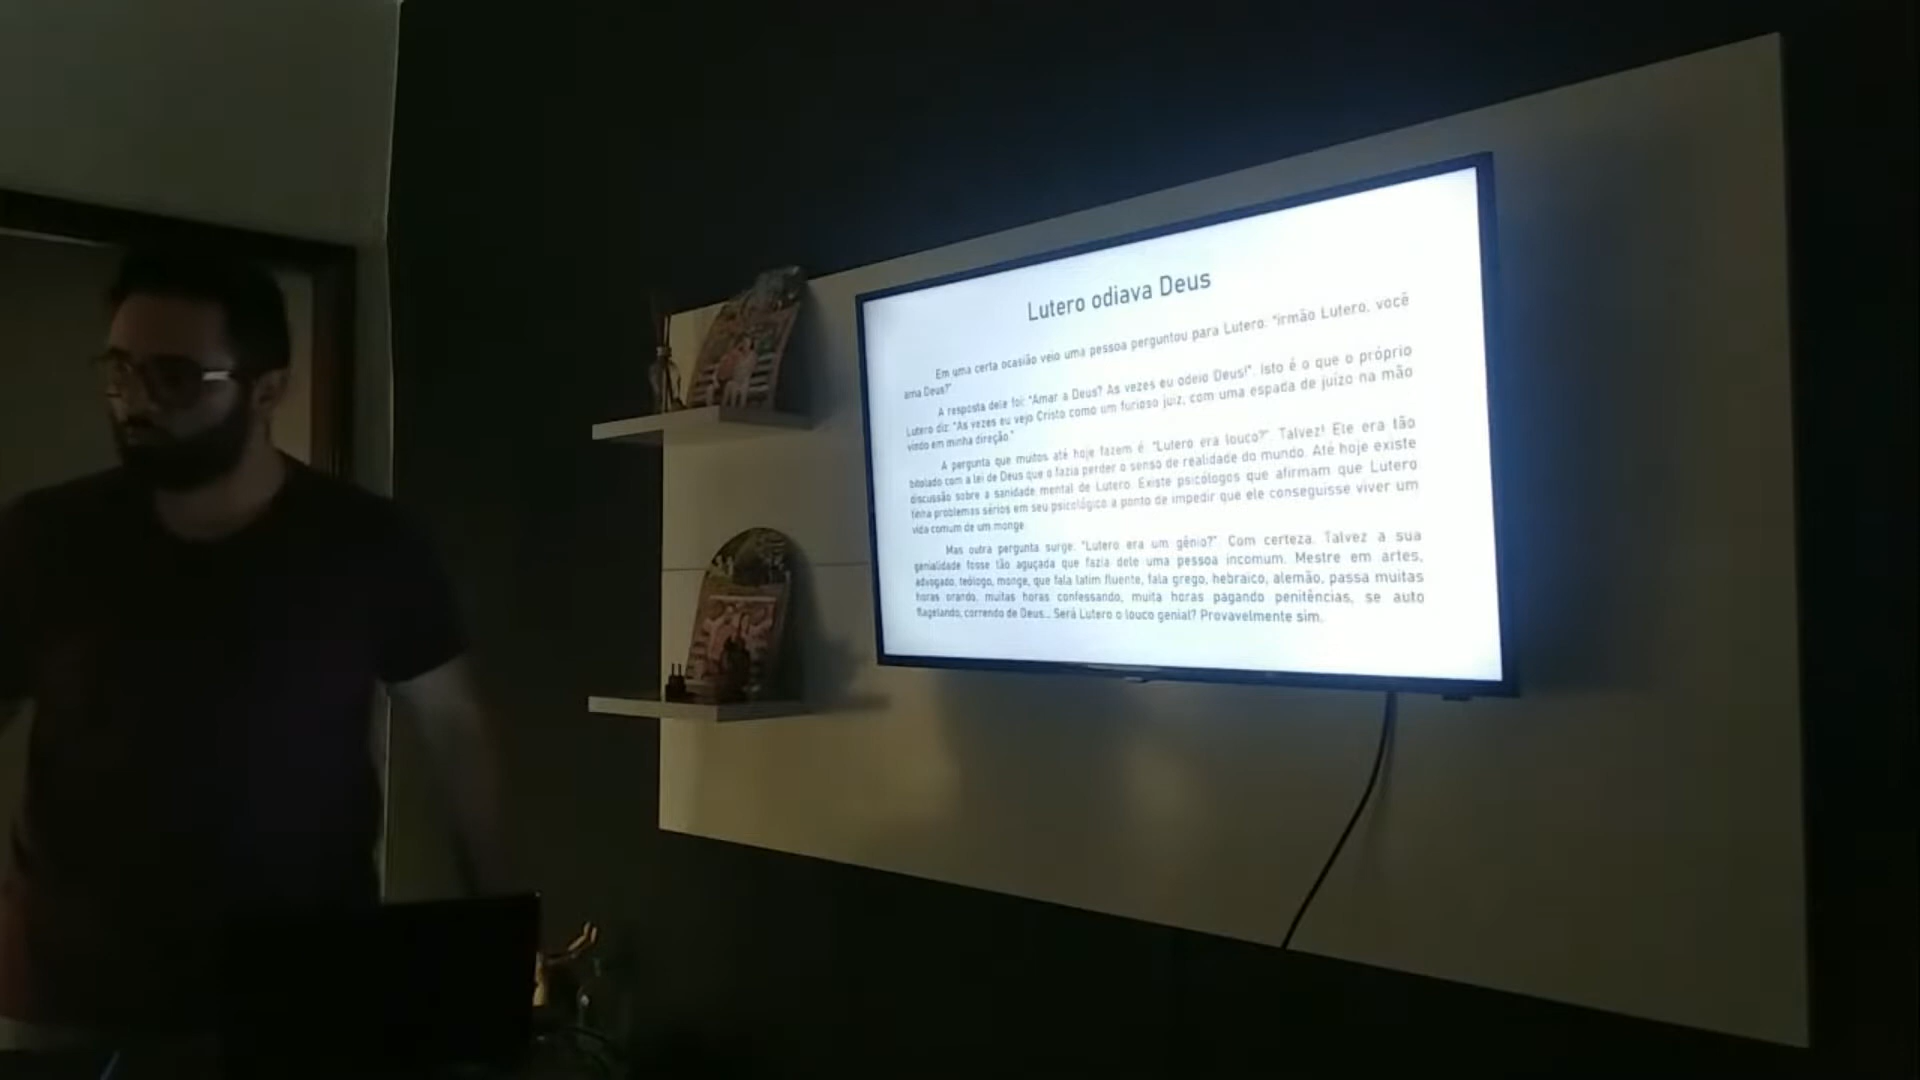 Lutero odiava Deus
Em uma certa ocasião veio uma pessoa perguntou para Lutero: "irmão Lutero, você
ama Deus?"
A resposta dele foi: "Amar a Deus? As vezes eu odeio Deus!". Isto é o que o próprio
Lutero diz: "As vezes eu vejo Cristo como um furioso juiz, com uma espada de juízo na mão
vindo em minha direção."
A pergunta que muitos até hoje fazem é: "Lutero era louco?". Talvez! Ele era tão
bitolado com a lei de Deus que o fazia perder o senso de realidade do mundo. Até hoje existe
discussão sobre a sanidade mental de Lutero. Existe psicólogos que afirmam que Lutero
tinha problemas sérios em seu psicológico a ponto de impedir que ele conseguisse viver um
vida comum de um monge.
Mas outra pergunta surge: "Lutero era um gênio?". Com certeza. Talvez a sua
genialidade fosse tão aguçada que fazia dele uma pessoa incomum. Mestre em artes,
advogado, teólogo, monge, que fala latim fluente, fala grego, hebraico, alemão, passa muitas
horas orando, muitas horas confessando, muita horas pagando penitências, se auto
flagelando, correndo de Deus... Será Lutero o louco genial? Provavelmente sim.